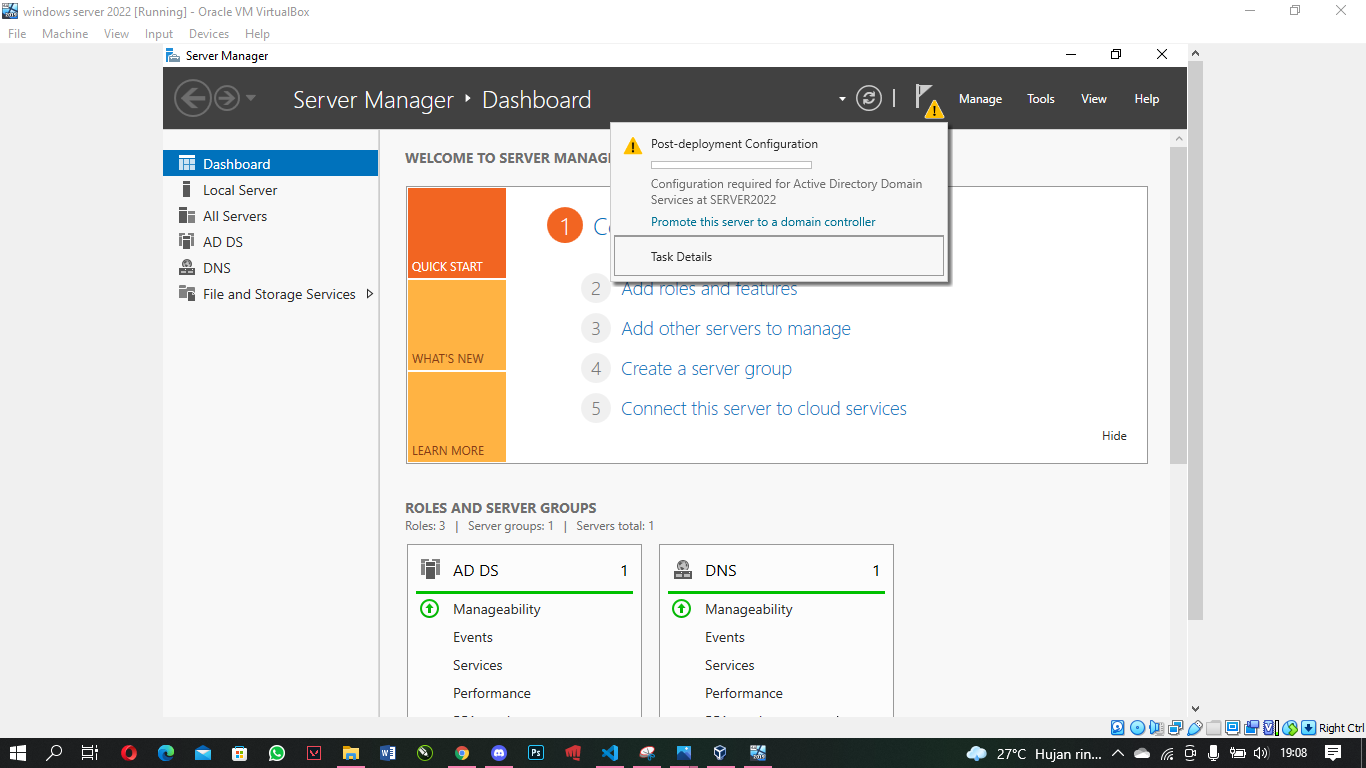 windows server 2022 [Running] - Oracle VM VirtualBox
File Machine View Input Devices Help
Server Manager
Server Manager Dashboard
Manage Tools View Help
Post-deployment Configuration
Configuration required for Active Directory Domain
Services at SERVER2022
Promote this server to a domain controller
Task Details
Dashboard
Local Server
All Servers
AD DS
DNS
File and Storage Services
WELCOME TO SERVER MANAG
QUICK START
WHAT'S NEW
LEARN MORE
1
2 Add roles and features
3 Add other servers to manage
4 Create a server group
5 Connect this server to cloud services
Hide
ROLES AND SERVER GROUPS
Roles: 3 | Server groups: 1 | Servers total: 1
AD DS 1
Manageability
Events
Services
Performance
DNS 1
Manageability
Events
Services
Performance
Right Ctrl
27°C Hujan rin...
19:08